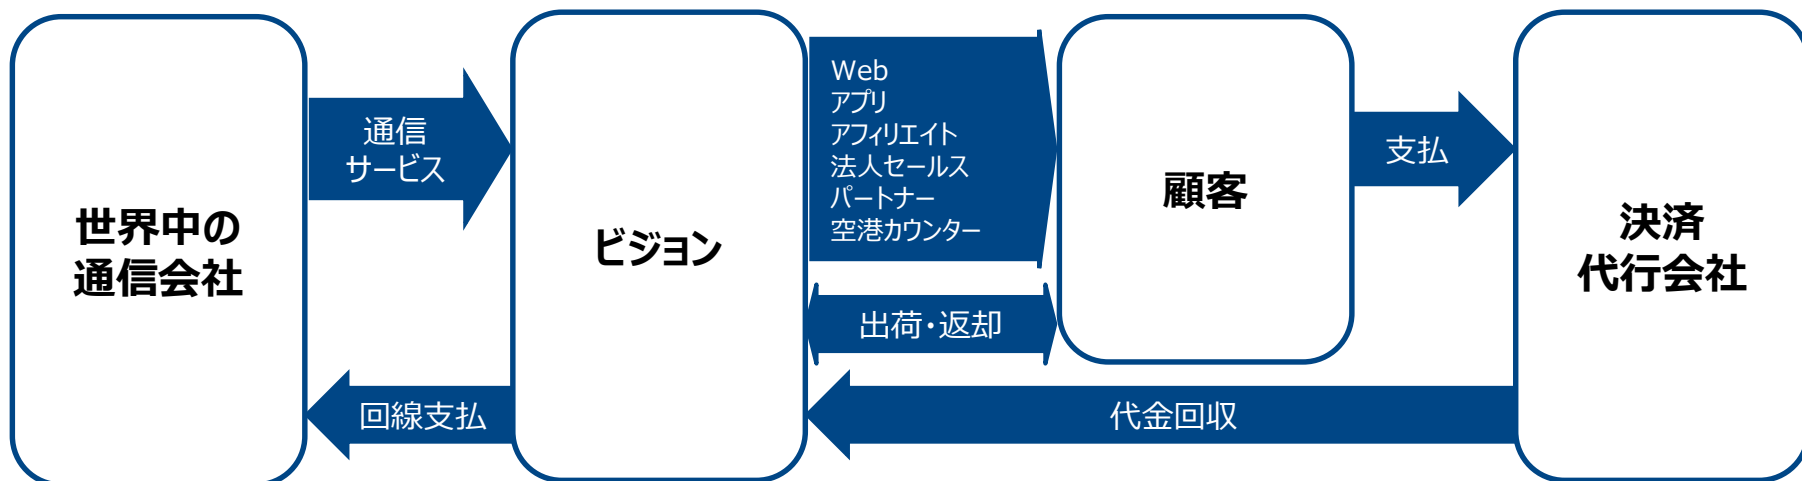 世界中の
通信会社
通信
サービス
回線支払
ビジョン
Web
アプリ
アフィリエイト
法人セールス
パートナー
空港カウンター
出荷・返却
顧客
支払
代金回収
決済
代行会社